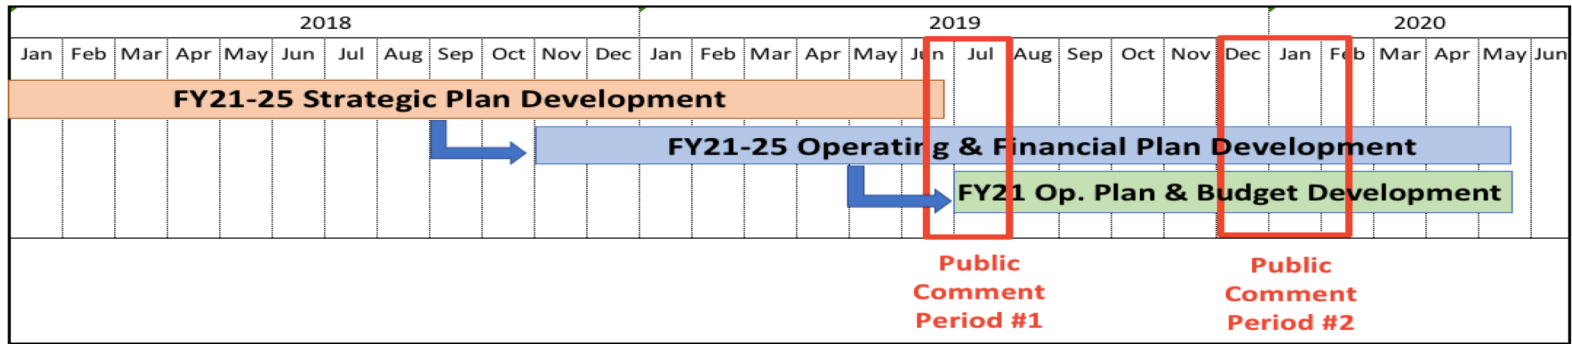 2018 2019 2020
Jan Feb Mar Apr May Jun Jul Aug Sep Oct Nov Dec Jan Feb Mar Apr May Jun Jul Aug Sep Oct Nov Dec Jan Feb Mar Apr May Jun
FY21-25 Strategic Plan Development
FY21-25 Operating & Financial Plan Development
FY21 Op. Plan & Budget Development
Public
Comment
Period #1
Public
Comment
Period #2